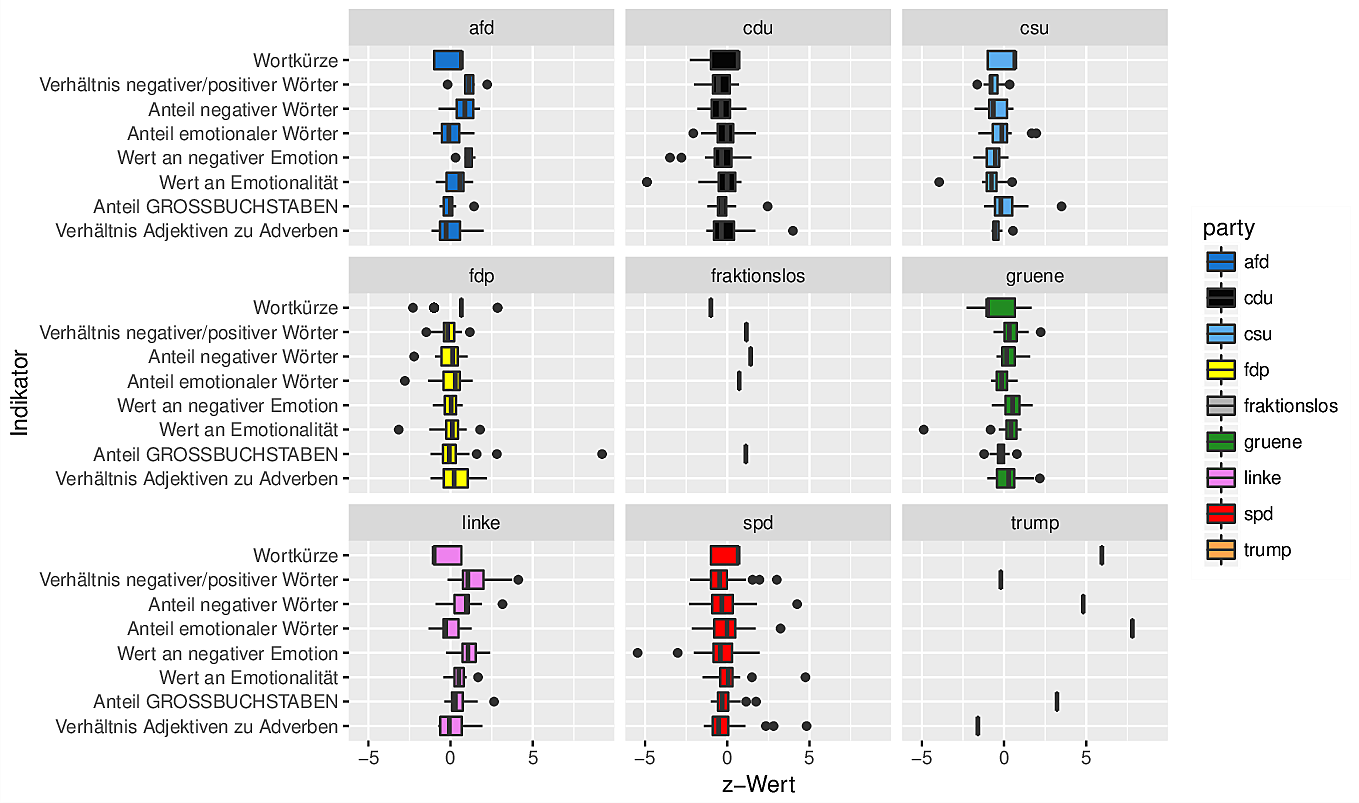 afd
cdu
csu
Wortkürze
Verhältnis negativer/positiver Wörter
Anteil negativer Wörter
Anteil emotionaler Wörter
Wert an negativer Emotion
Wert an Emotionalität
Anteil GROSSBUCHSTABEN
Verhältnis Adjektiven zu Adverben
fdp
fraktionslos
gruene
Wortkürze
Verhältnis negativer/positiver Wörter
Anteil negativer Wörter
Anteil emotionaler Wörter
Wert an negativer Emotion
Wert an Emotionalität
Anteil GROSSBUCHSTABEN
Verhältnis Adjektiven zu Adverben
linke
spd
trump
Wortkürze
Verhältnis negativer/positiver Wörter
Anteil negativer Wörter
Anteil emotionaler Wörter
Wert an negativer Emotion
Wert an Emotionalität
Anteil GROSSBUCHSTABEN
Verhältnis Adjektiven zu Adverben
−5 0 5 −5 0 5 −5 0 5
z−Wert
Indikator
party
afd
cdu
csu
fdp
fraktionslos
gruene
linke
spd
trump